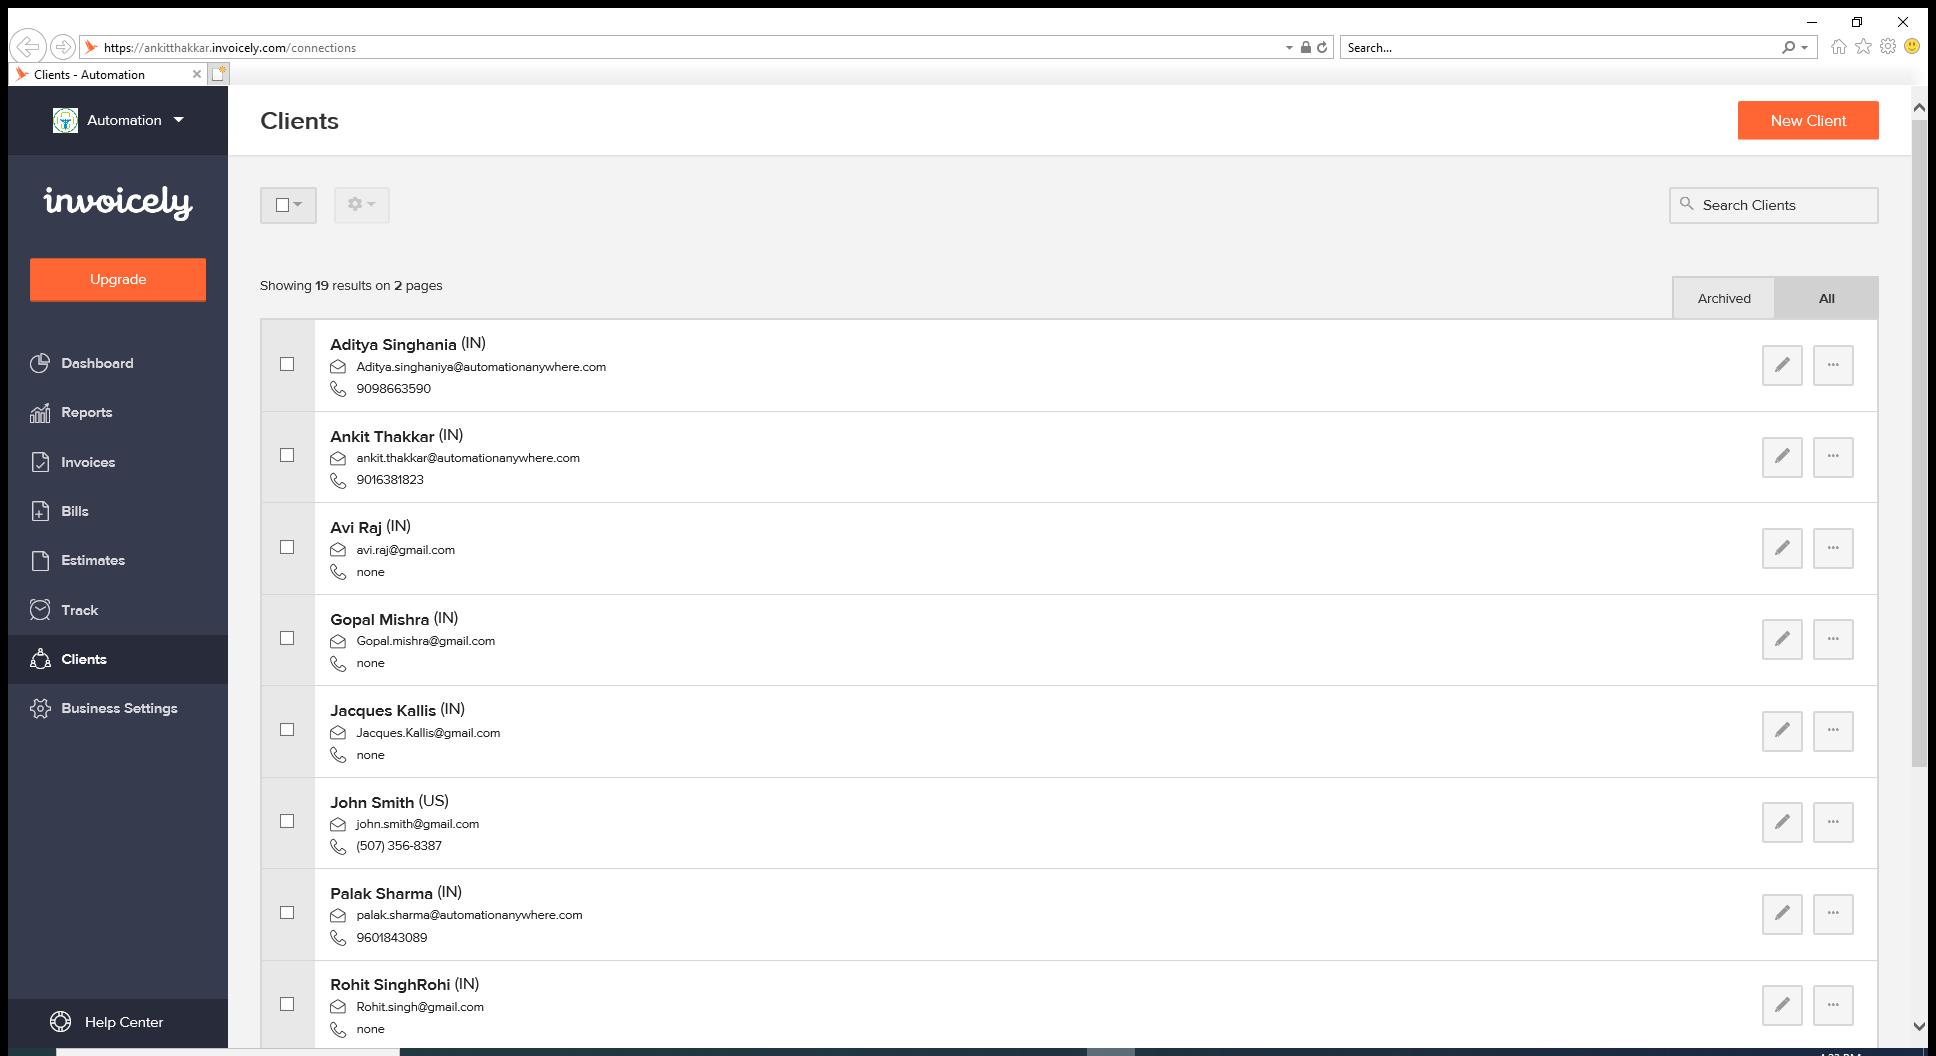 https://ankitthakkar.invoicely.com/connections
Search...
Clients - Automation
Automation
Clients
New Client
invoicely
Search Clients
Upgrade
Showing 19 results on 2 pages
Archived
All
Dashboard
Reports
Invoices
Bills
Estimates
Track
Clients
Business Settings
Help Center
Aditya Singhania (IN)
Aditya.singhaniya@automationanywhere.com
9098663590
Ankit Thakkar (IN)
ankit.thakkar@automationanywhere.com
9016381823
Avi Raj (IN)
avi.raj@gmail.com
none
Gopal Mishra (IN)
Gopal.mishra@gmail.com
none
Jacques Kallis (IN)
Jacques.Kallis@gmail.com
none
John Smith (US)
john.smith@gmail.com
(507) 356-8387
Palak Sharma (IN)
palak.sharma@automationanywhere.com
9601843089
Rohit SinghRohi (IN)
Rohit.singh@gmail.com
none